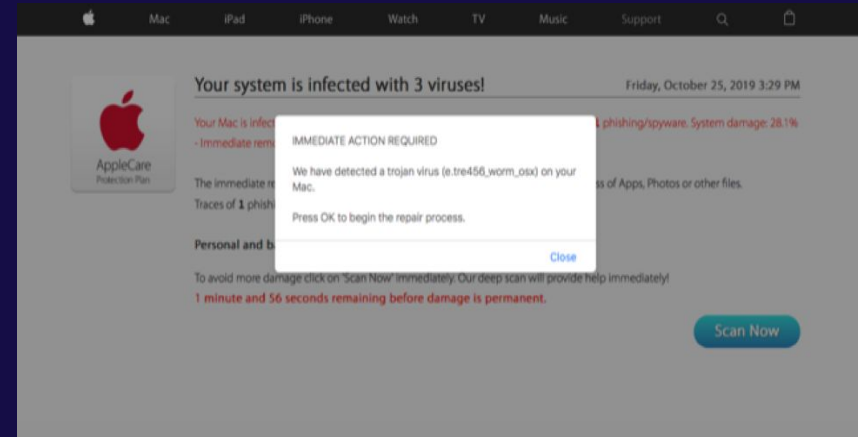 Mac iPad iPhone Watch TV Music Support
Your system is infected with 3 viruses!
Friday, October 25, 2019 3:29 PM
Your Mac is infect
phishing/spyware. System damage: 28.1%
- Immediate rem
AppleCare
Protection Plan
IMMEDIATE ACTION REQUIRED
We have detected a trojan virus (e.tre456_worm_osx) on your
Mac.
Press OK to begin the repair process.
Close
The immediate re
ss of Apps, Photos or other files.
Traces of 1 phishi
Personal and b
To avoid more damage click on 'Scan Now' immediately. Our deep scan will provide help immediately!
1 minute and 56 seconds remaining before damage is permanent.
Scan Now